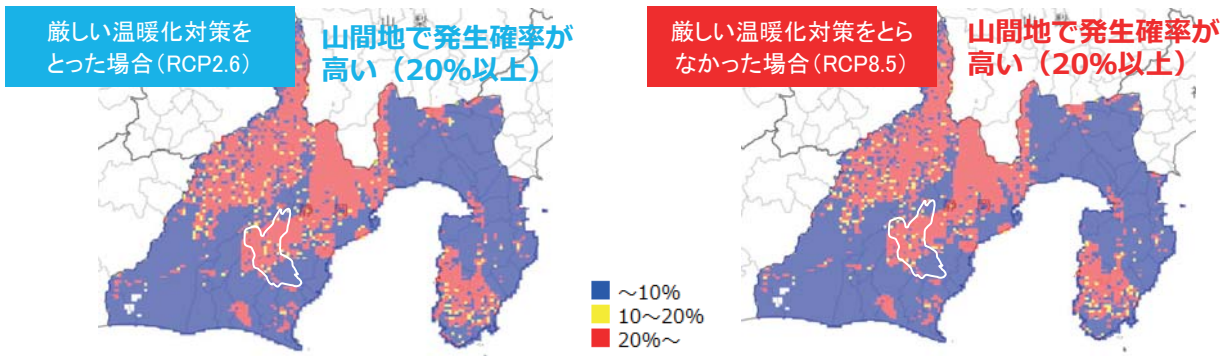 厳しい温暖化対策を
とった場合（RCP2.6）
山間地で発生確率が
高い（20%以上）
厳しい温暖化対策をとら
なかった場合（RCP8.5）
山間地で発生確率が
高い（20%以上）
～10%
10～20%
20%～